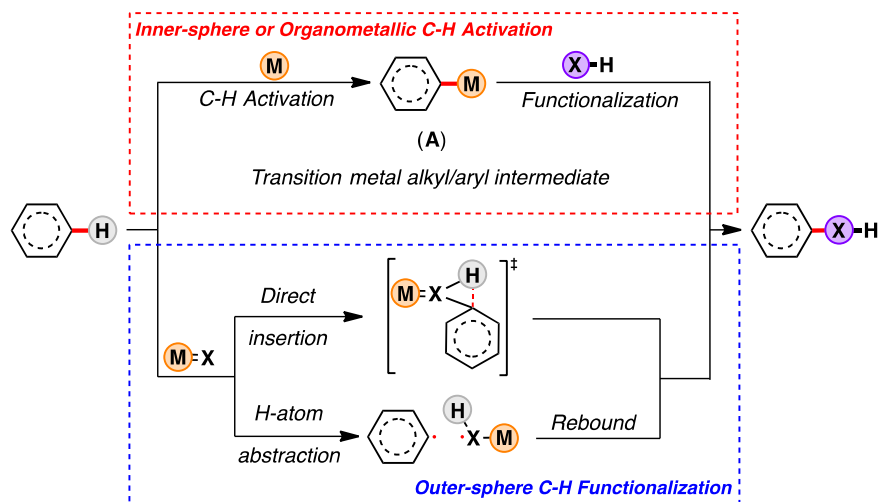 Inner-sphere or Organometallic C-H Activation
M
X-H
C-H Activation
M
Functionalization
(A)
Transition metal alkyl/aryl intermediate
H
X-H
Direct
insertion
M=X
H
‡
M=X
H-atom
abstraction
H
· ·X-M
Rebound
Outer-sphere C-H Functionalization